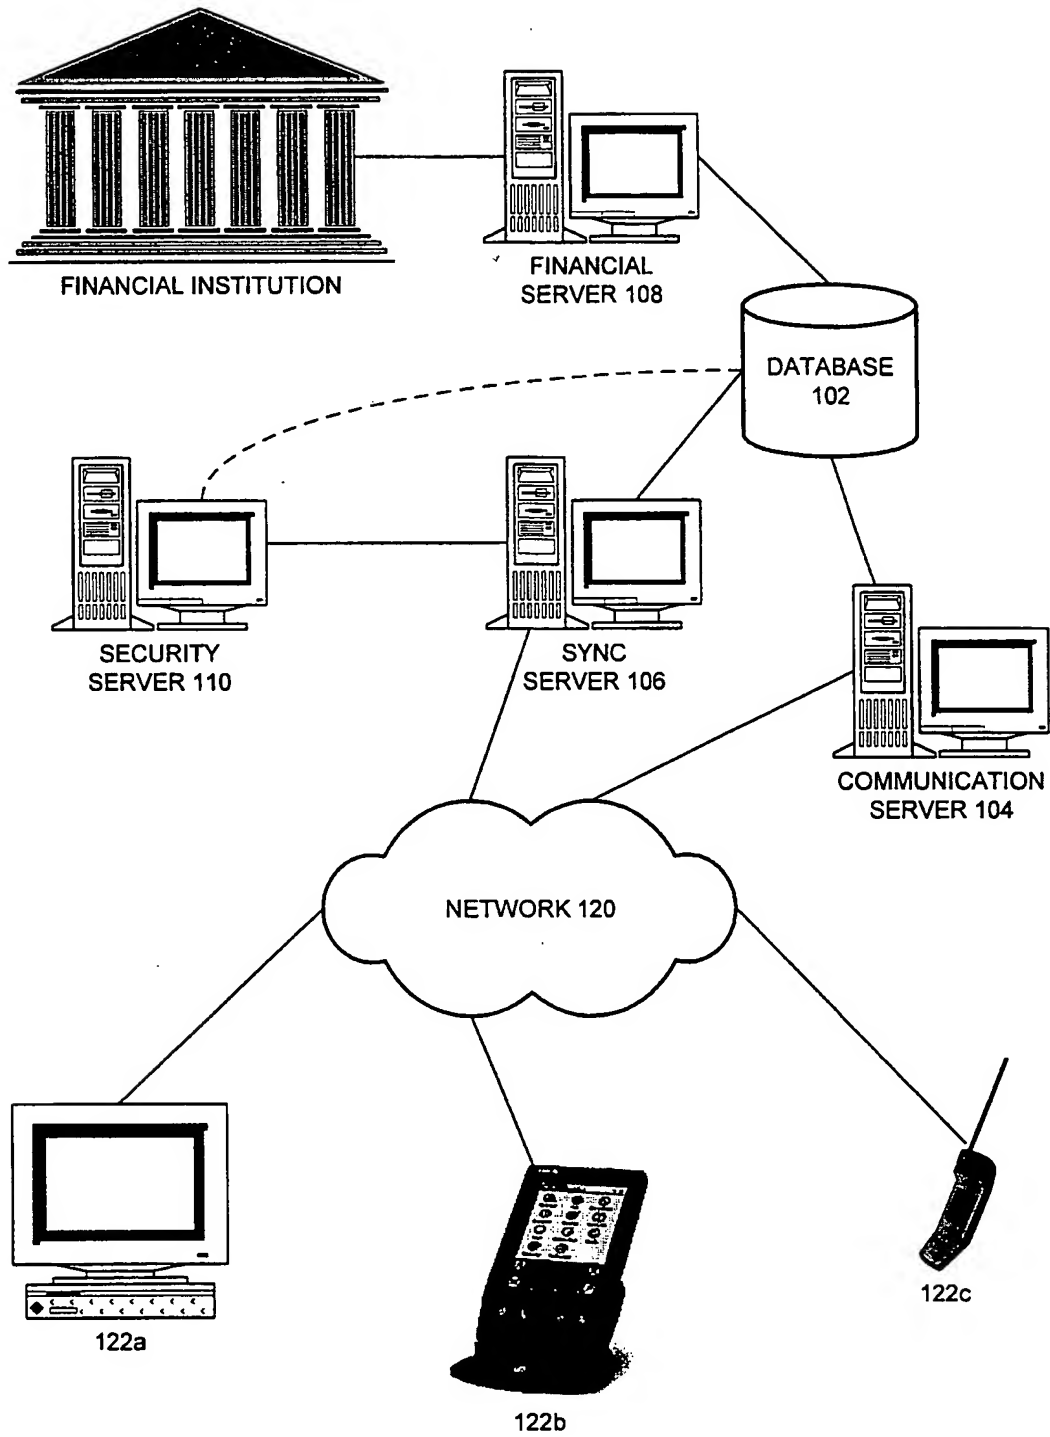 FINANCIAL INSTITUTION
FINANCIAL
SERVER 108
DATABASE
102
SECURITY
SERVER 110
SYNC
SERVER 106
COMMUNICATION
SERVER 104
NETWORK 120
122a
122b
122c